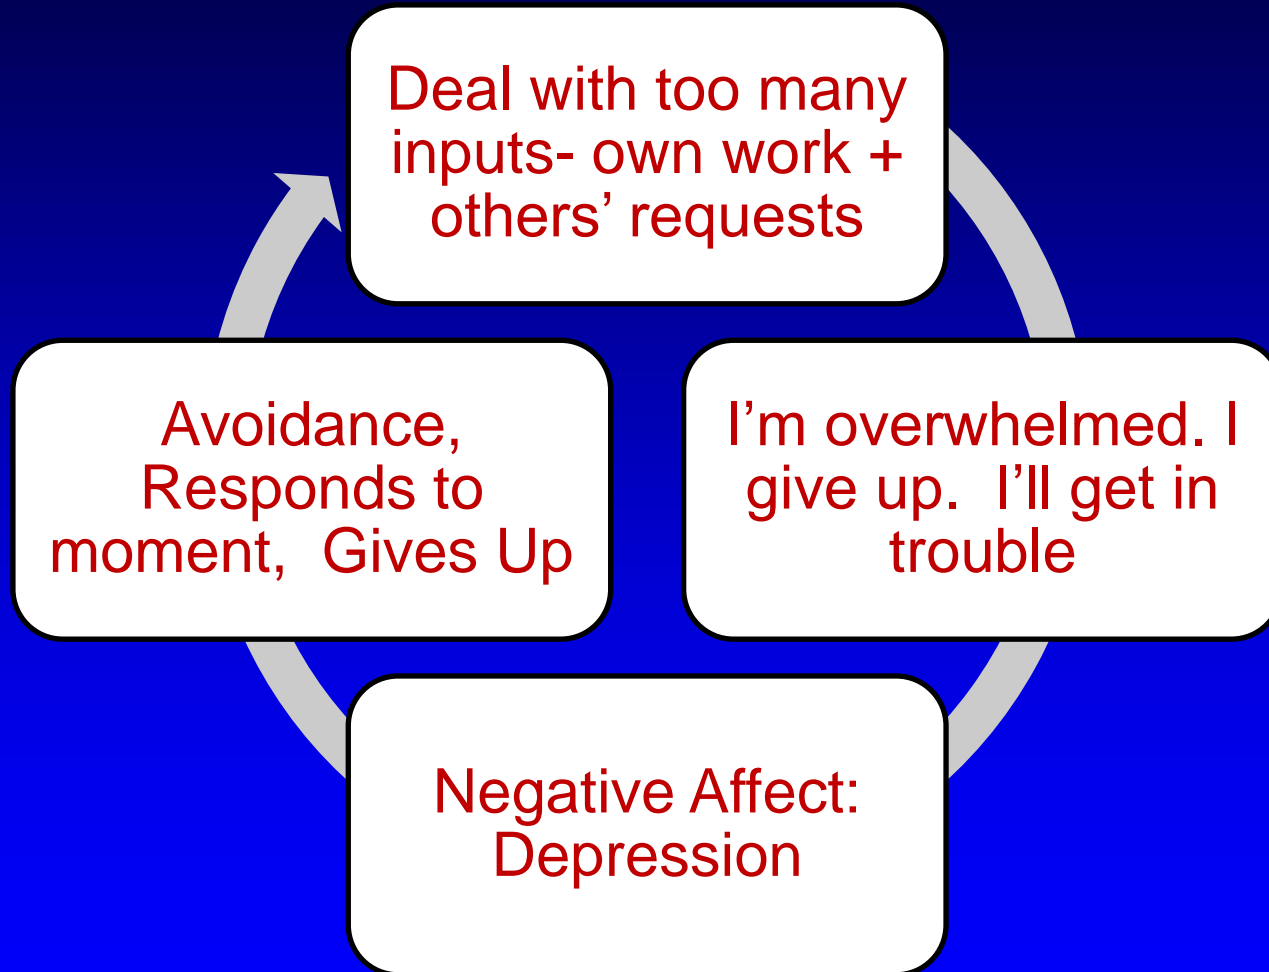 Deal with too many
inputs- own work +
others’ requests
I’m overwhelmed. I
give up.  I’ll get in
trouble
Negative Affect:
Depression
Avoidance,
Responds to
moment,  Gives Up